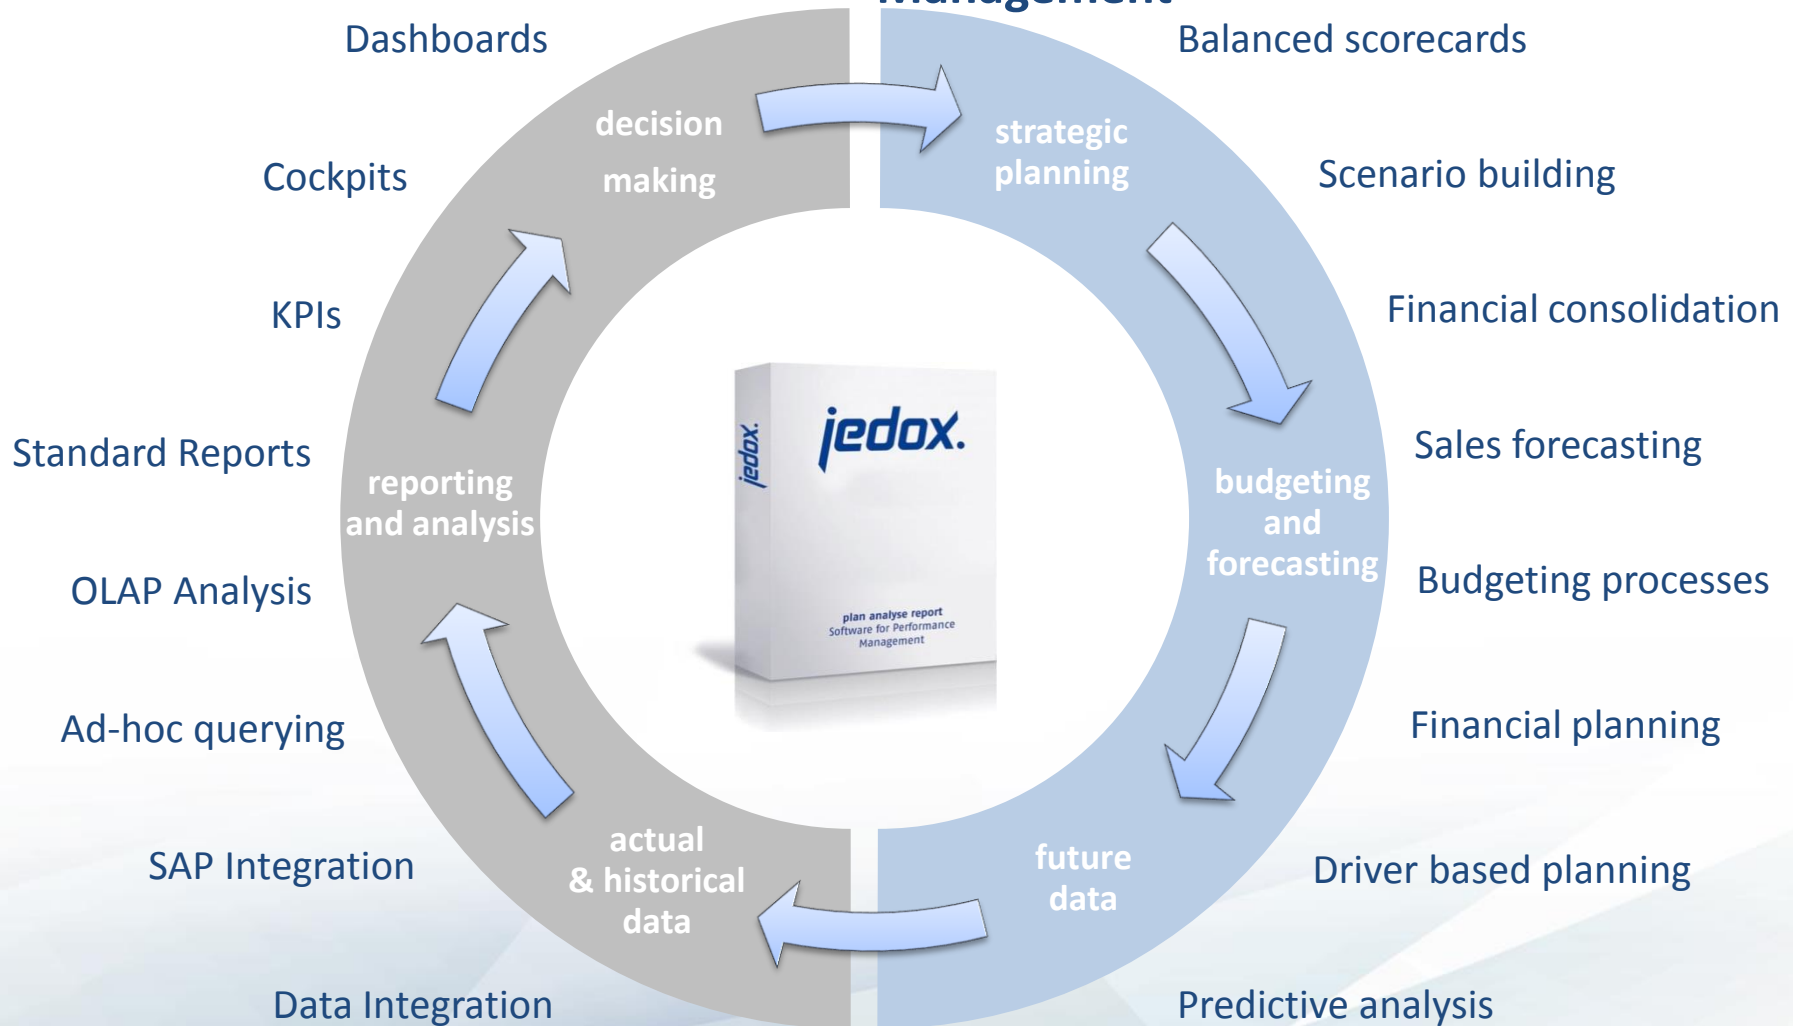 Management
Dashboards
Balanced scorecards
decision
making
strategic
planning
Cockpits
Scenario building
KPIs
Financial consolidation
jedox.
jedox.
Standard Reports
Sales forecasting
reporting
and analysis
budgeting
and
forecasting
OLAP Analysis
Budgeting processes
plan analyse report
Software for Performance
Management
Ad-hoc querying
Financial planning
SAP Integration
actual
& historical
data
future
data
Driver based planning
Data Integration
Predictive analysis